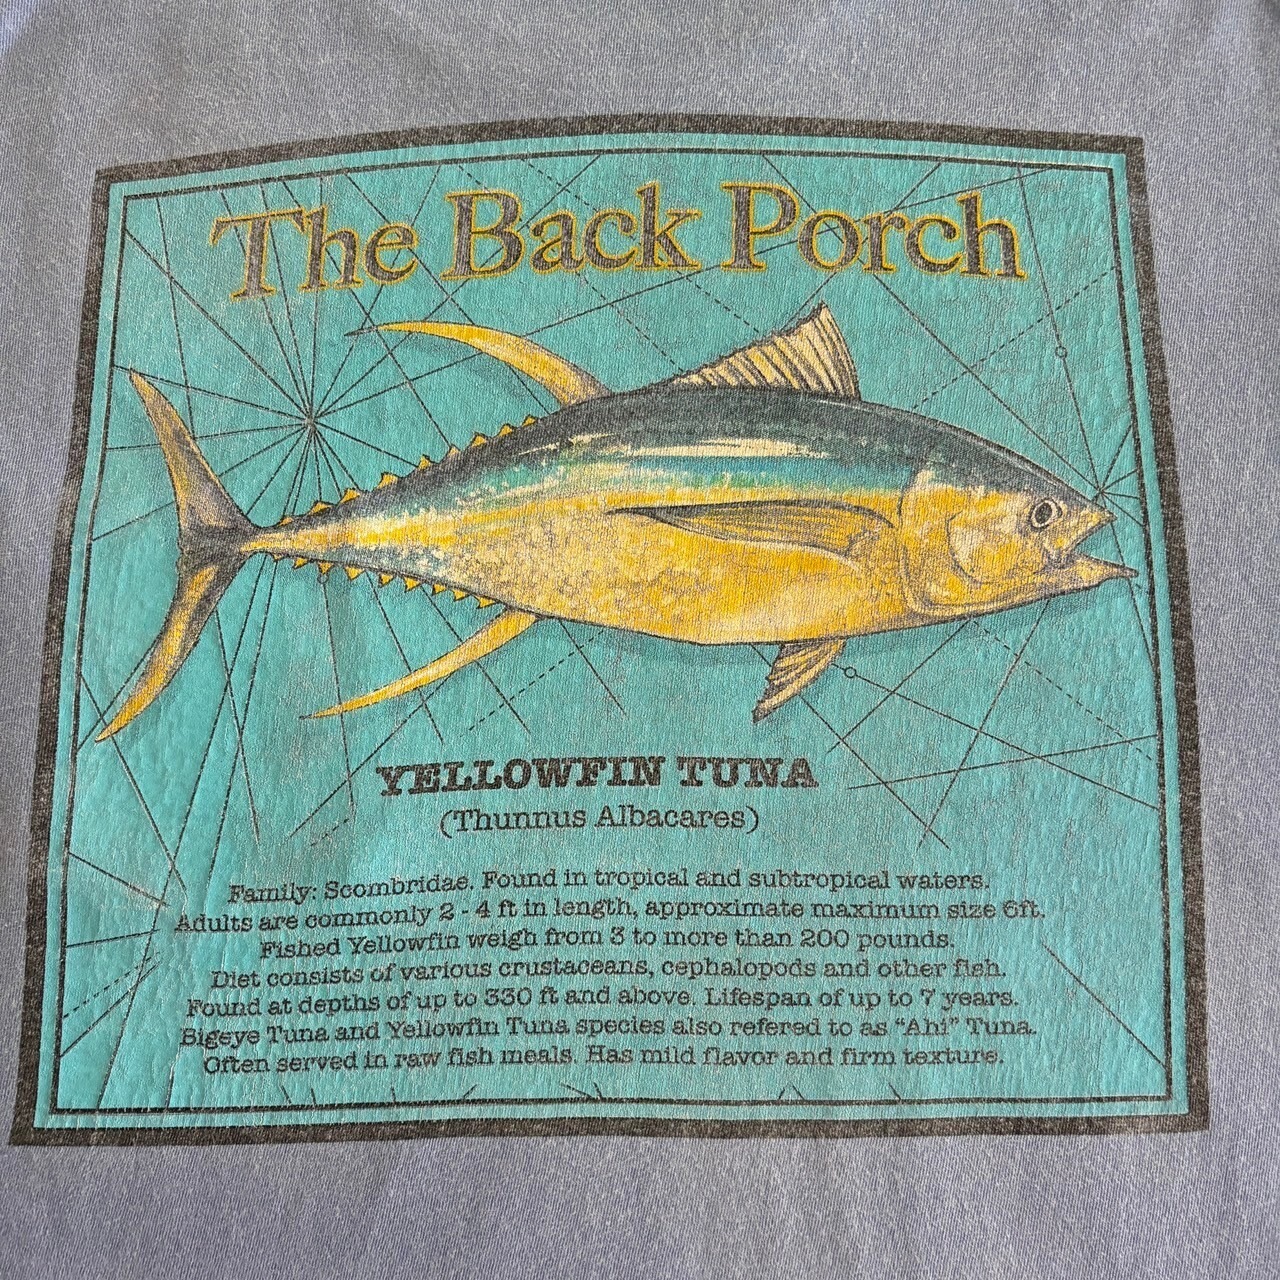 The Back Porch
YELLOWFIN TUNA
(Thunnus Albacares)
Family: Scombridae. Found in tropical and subtropical waters.
Adults are commonly 2 - 4 ft in length, approximate maximum size 6ft.
Fished Yellowfin weigh from 3 to more than 200 pounds.
Diet consists of various crustaceans, cephalopods and other fish.
Found at depths of up to 330 ft and above. Lifespan of up to 7 years.
Bigeye Tuna and Yellowfin Tuna species also refered to as “Ahi” Tuna.
Often served in raw fish meals. Has mild flavor and firm texture.